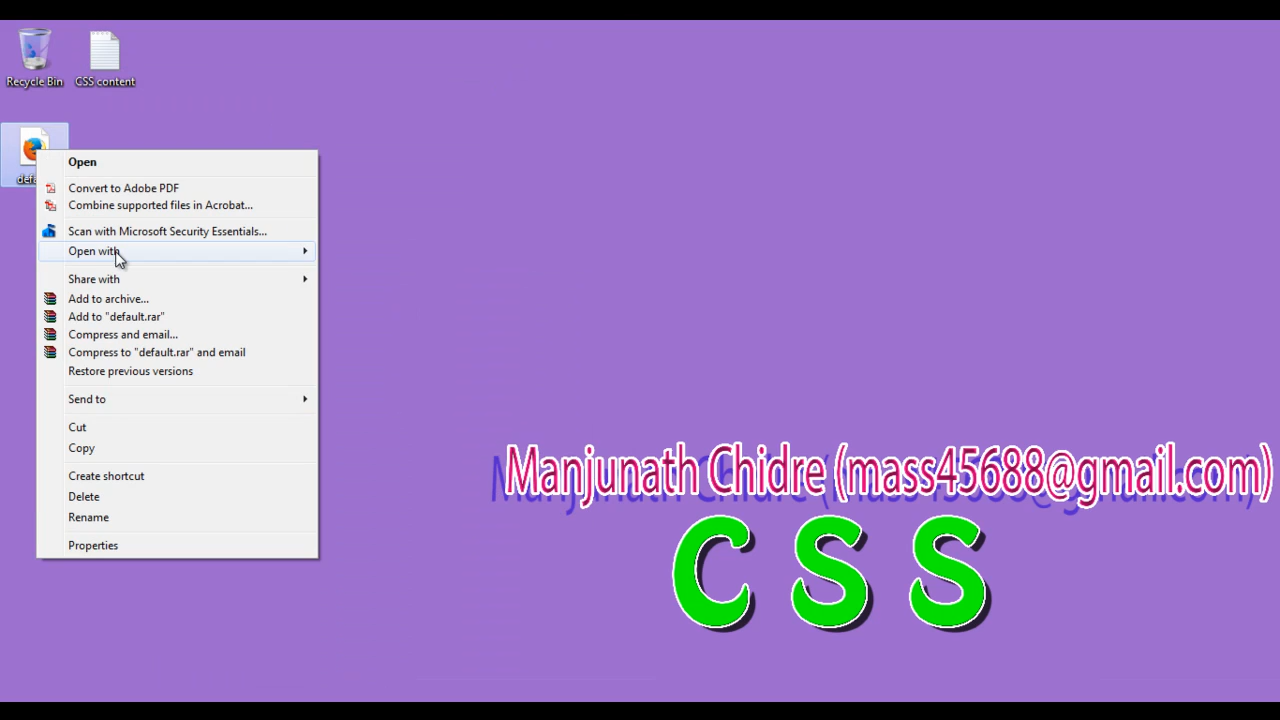 Recycle Bin
CSS content
Open
Convert to Adobe PDF
Combine supported files in Acrobat...
Scan with Microsoft Security Essentials...
Open with
Share with
Add to archive...
Add to "default.rar"
Compress and email...
Compress to "default.rar" and email
Restore previous versions
Send to
Cut
Copy
Create shortcut
Delete
Rename
Properties
Manjunath Chidre (mass45688@gmail.com)
CSS